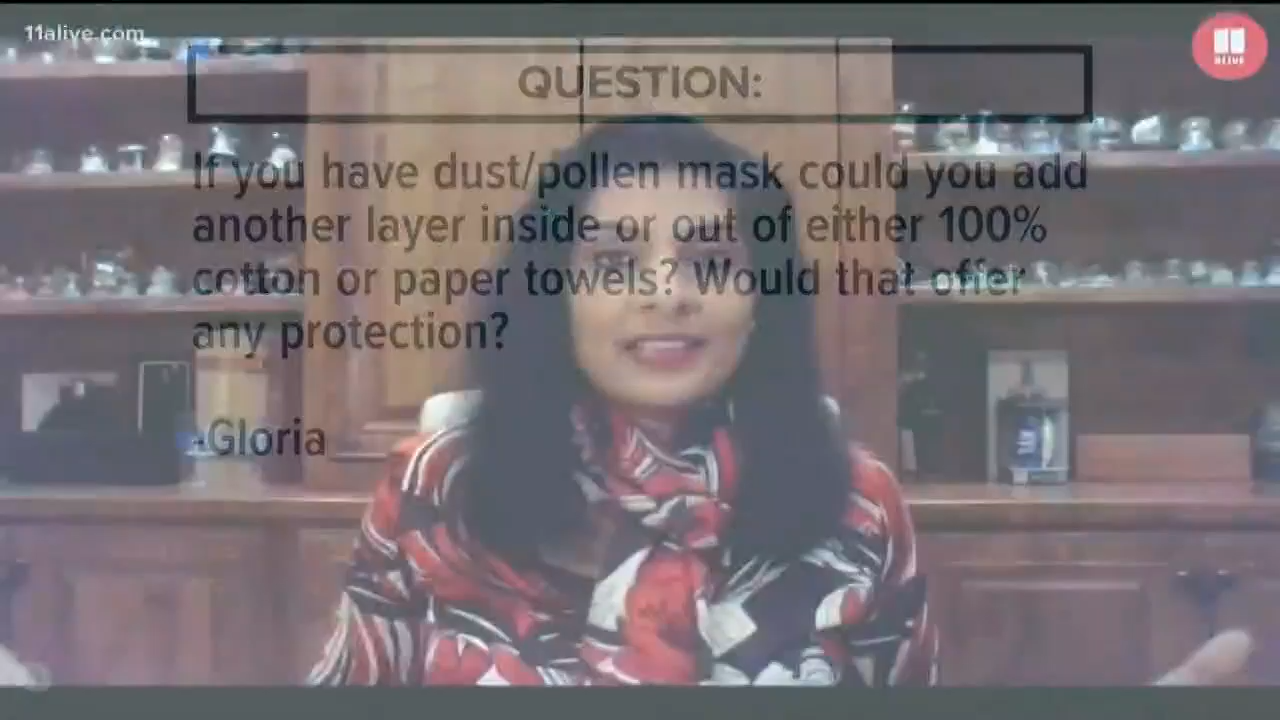 11alive.com
ALIVE
QUESTION:
If you have dust/pollen mask could you add
another layer inside or out of either 100%
cotton or paper towels? Would that offer
any protection?
-Gloria